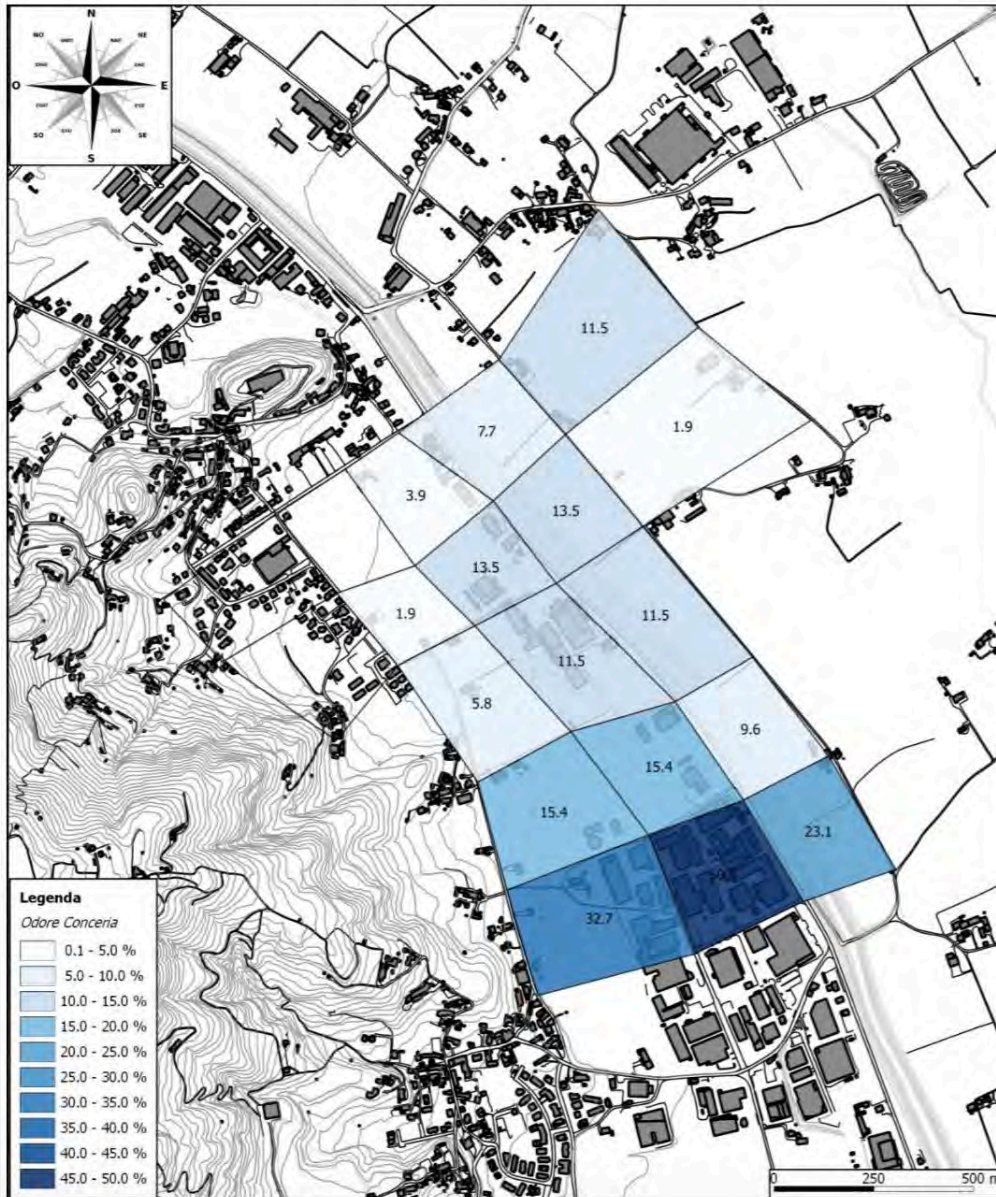 N
NO
NE
O
E
SO
SE
S
11.5
7.7
1.9
3.9
13.5
13.5
1.9
11.5
11.5
5.8
9.6
15.4
15.4
23.1
32.7
Legenda
Odore Conceria
0.1 - 5.0 %
5.0 - 10.0 %
10.0 - 15.0 %
15.0 - 20.0 %
20.0 - 25.0 %
25.0 - 30.0 %
30.0 - 35.0 %
35.0 - 40.0 %
40.0 - 45.0 %
45.0 - 50.0 %
0 250 500 m